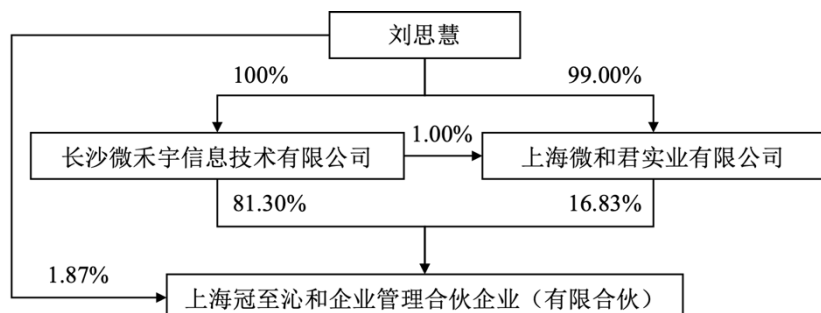 刘思慧
100%
99.00%
长沙微禾宇信息技术有限公司
1.00%
上海微和君实业有限公司
81.30%
16.83%
1.87%
上海冠至沁和企业管理合伙企业（有限合伙）